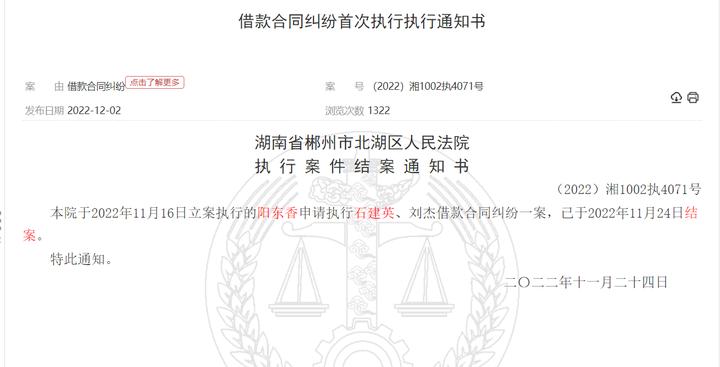 借款合同纠纷首次执行执行通知书
案 由 借款合同纠纷 点击了解更多 案 号 （2022）湘1002执4071号
发布日期 2022-12-02 浏览次数 1322
湖南省郴州市北湖区人民法院
执行案件结案通知书
（2022）湘1002执4071号
本院于2022年11月16日立案执行的阳东香申请执行石建英、刘杰借款合同纠纷一案，己于2022年11月24日结
案。
特此通知。
二〇二二年十一月二十四日